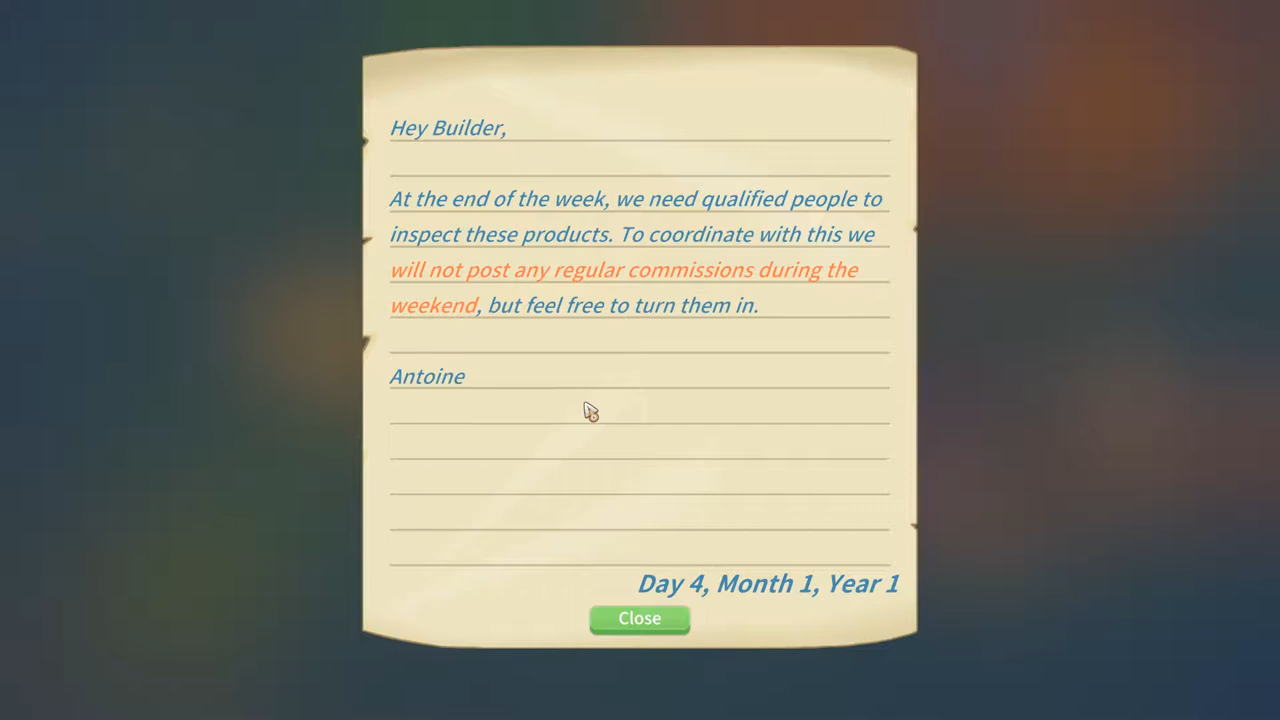 Hey Builder,
At the end of the week, we need qualified people to
inspect these products. To coordinate with this we
will not post any regular commissions during the
weekend, but feel free to turn them in.
Antoine
Day 4, Month 1, Year 1
Close